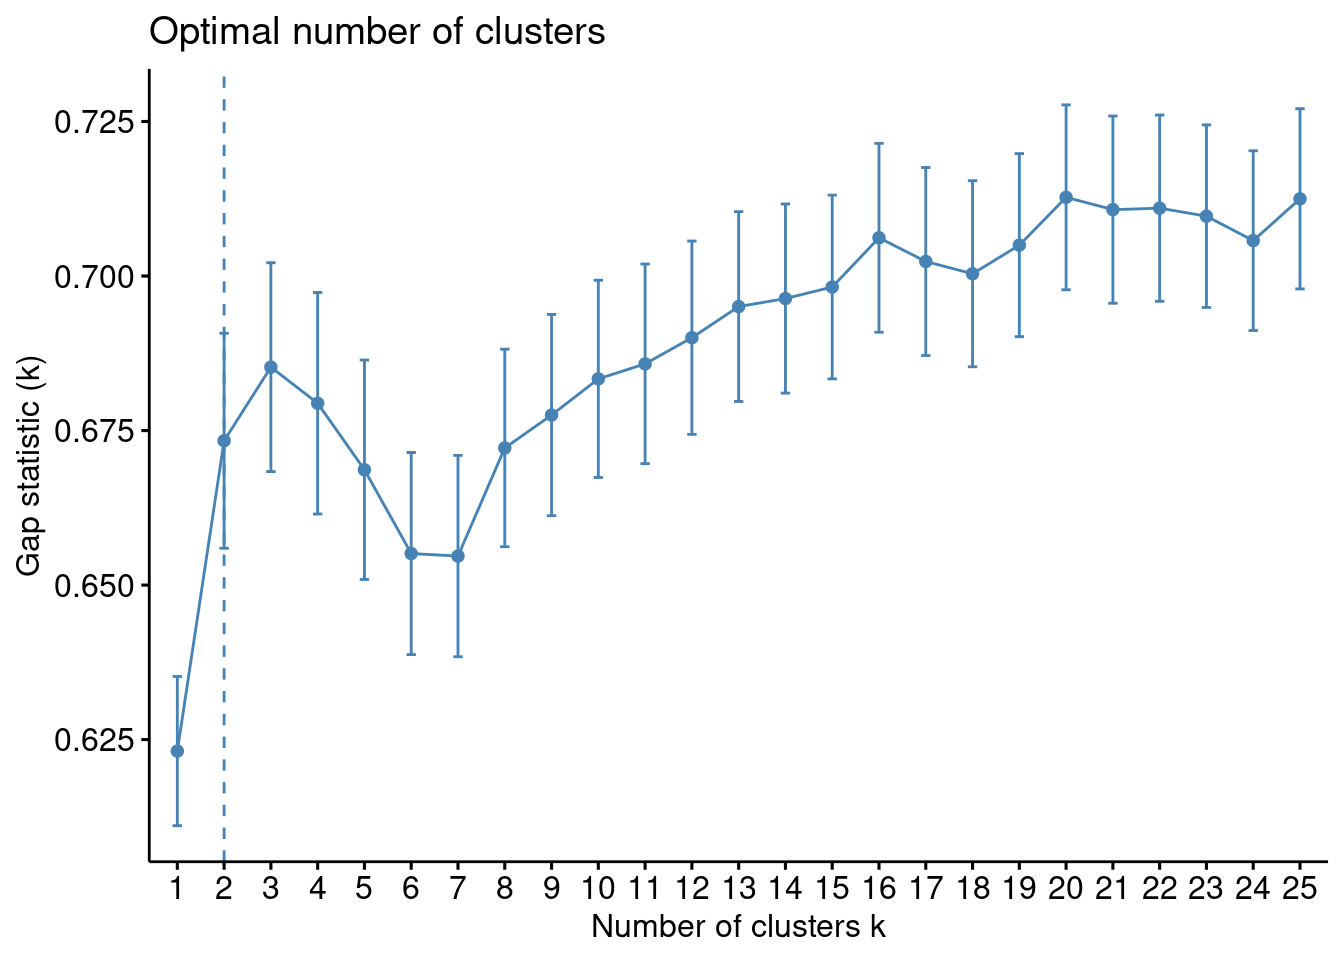 Optimal number of clusters
0.725
0.700
0.675
0.650
0.625
Gap statistic (k)
1 2 3 4 5 6 7 8 9 10 11 12 13 14 15 16 17 18 19 20 21 22 23 24 25
Number of clusters k